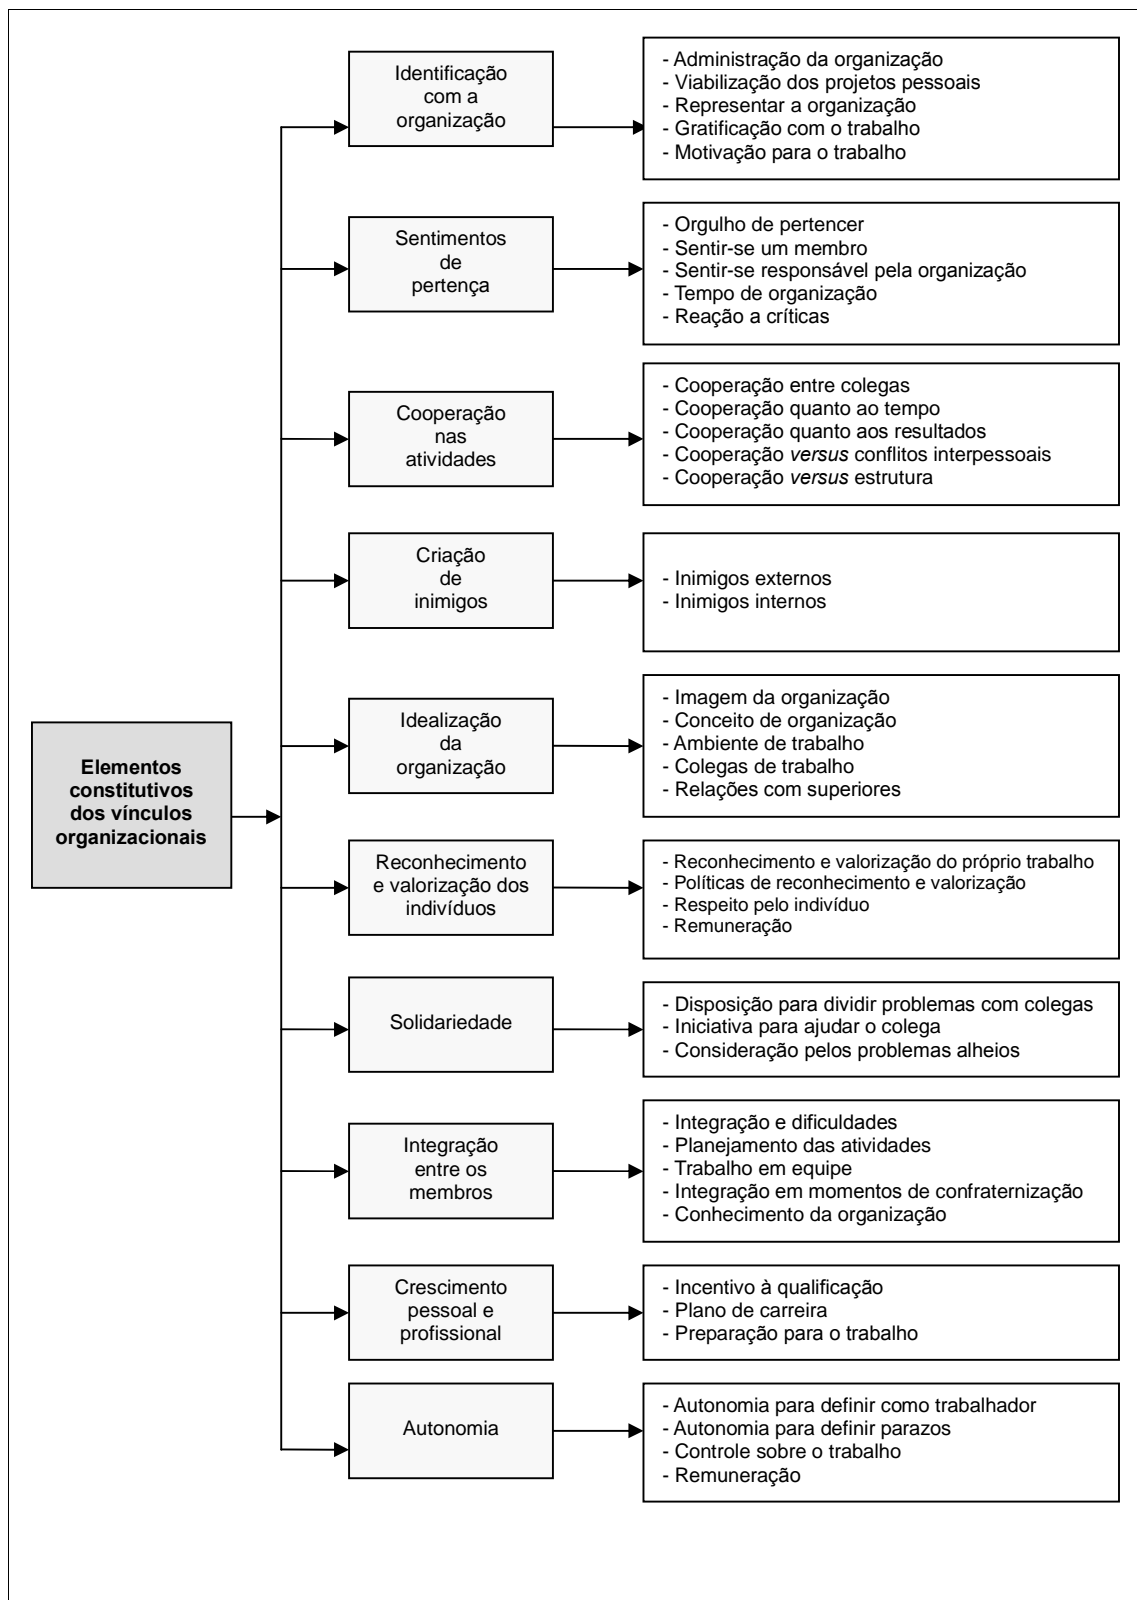 Identificação
com a
organização
- Administração da organização
- Viabilização dos projetos pessoais
- Representar a organização
- Gratificação com o trabalho
- Motivação para o trabalho
Sentimentos
de
pertença
- Orgulho de pertencer
- Sentir-se um membro
- Sentir-se responsável pela organização
- Tempo de organização
- Reação a críticas
Cooperação
nas
atividades
- Cooperação entre colegas
- Cooperação quanto ao tempo
- Cooperação quanto aos resultados
- Cooperação versus conflitos interpessoais
- Cooperação versus estrutura
Criação
de
inimigos
- Inimigos externos
- Inimigos internos
Elementos
constitutivos
dos vínculos
organizacionais
Idealização
da
organização
- Imagem da organização
- Conceito de organização
- Ambiente de trabalho
- Colegas de trabalho
- Relações com superiores
Reconhecimento
e valorização dos
indivíduos
- Reconhecimento e valorização do próprio trabalho
- Políticas de reconhecimento e valorização
- Respeito pelo indivíduo
- Remuneração
Solidariedade
- Disposição para dividir problemas com colegas
- Iniciativa para ajudar o colega
- Consideração pelos problemas alheios
Integração
entre os
membros
- Integração e dificuldades
- Planejamento das atividades
- Trabalho em equipe
- Integração em momentos de confraternização
- Conhecimento da organização
Crescimento
pessoal e
profissional
- Incentivo à qualificação
- Plano de carreira
- Preparação para o trabalho
Autonomia
- Autonomia para definir como trabalhador
- Autonomia para definir parazos
- Controle sobre o trabalho
- Remuneração